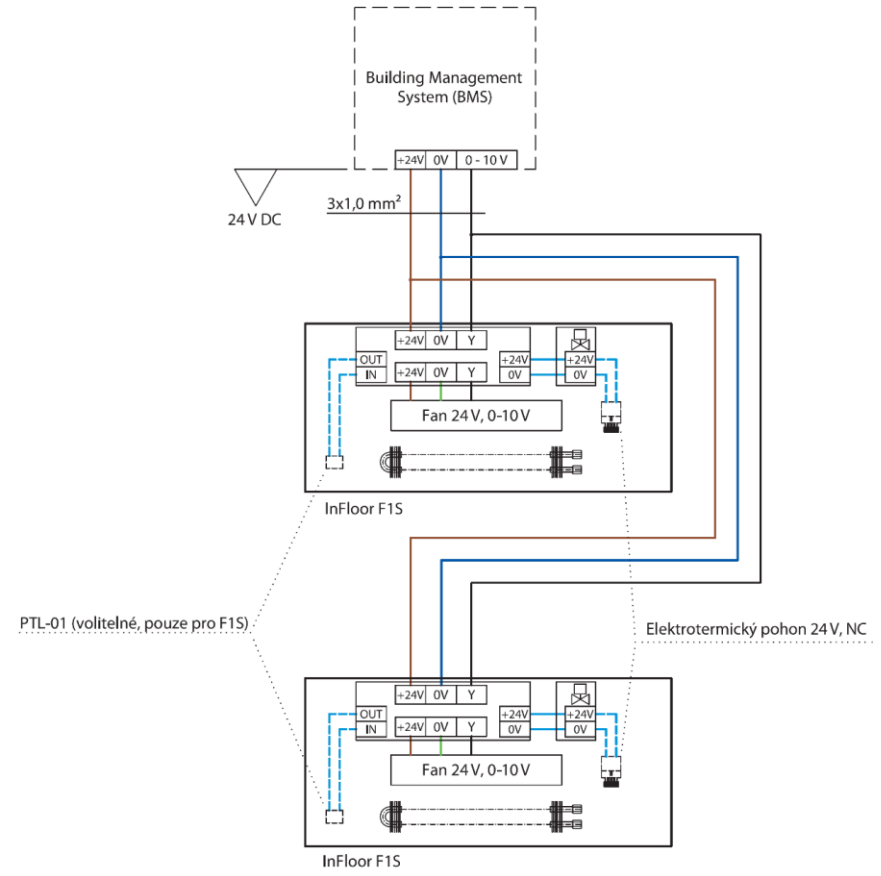 Building Management
System (BMS)
+24V 0V 0 - 10 V
24 V DC
3x1,0 mm²
+24V 0V Y
OUT
IN
+24V 0V Y
+24V
0V
+24V
0V
Fan 24 V, 0-10 V
InFloor F1S
PTL-01 (volitelné, pouze pro F1S)
Elektrotermický pohon 24 V, NC
+24V 0V Y
OUT
IN
+24V 0V Y
+24V
0V
+24V
0V
Fan 24 V, 0-10 V
InFloor F1S